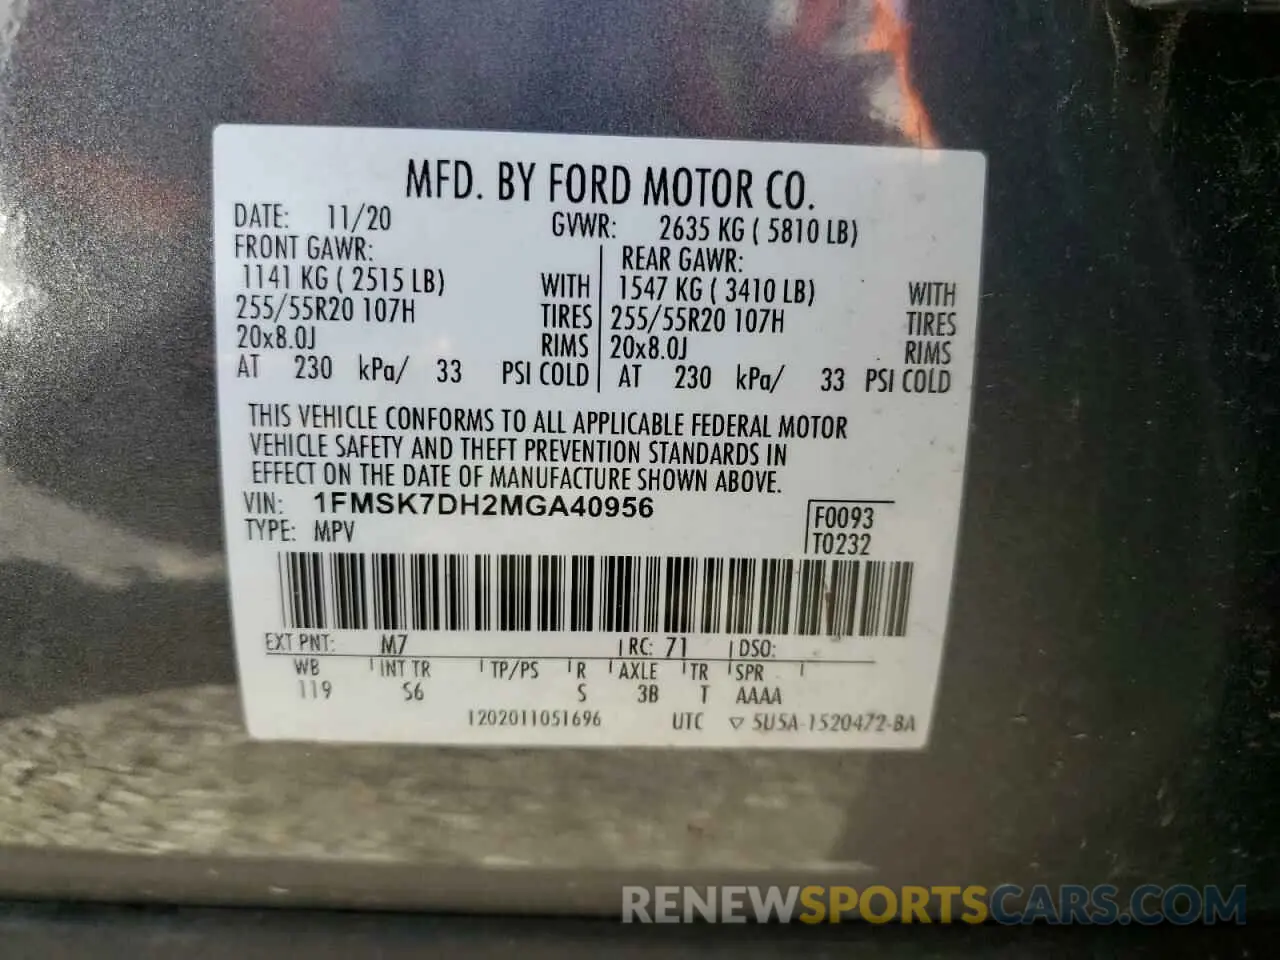 MFD. BY FORD MOTOR CO.
DATE: 11/20 GVWR: 2635 KG ( 5810 LB)
FRONT GAWR: REAR GAWR:
1141 KG ( 2515 LB) WITH 1547 KG ( 3410 LB) WITH
255/55R20 107H TIRES 255/55R20 107H TIRES
20x8.0J RIMS 20x8.0J RIMS
AT 230 kPa/ 33 PSI COLD AT 230 kPa/ 33 PSI COLD
THIS VEHICLE CONFORMS TO ALL APPLICABLE FEDERAL MOTOR
VEHICLE SAFETY AND THEFT PREVENTION STANDARDS IN
EFFECT ON THE DATE OF MANUFACTURE SHOWN ABOVE.
VIN: 1FMSK7DH2MGA40956
TYPE: MPV
F0093
T0232
EXT PNT: M7 RC: 71 DSO:
WB INT TR TP/PS R AXLE TR SPR
119 S6 S 3B T AAAA
1202011051696 UTC ▽ 5U5A-1520472-BA
RENEWSPORTSCARS.COM